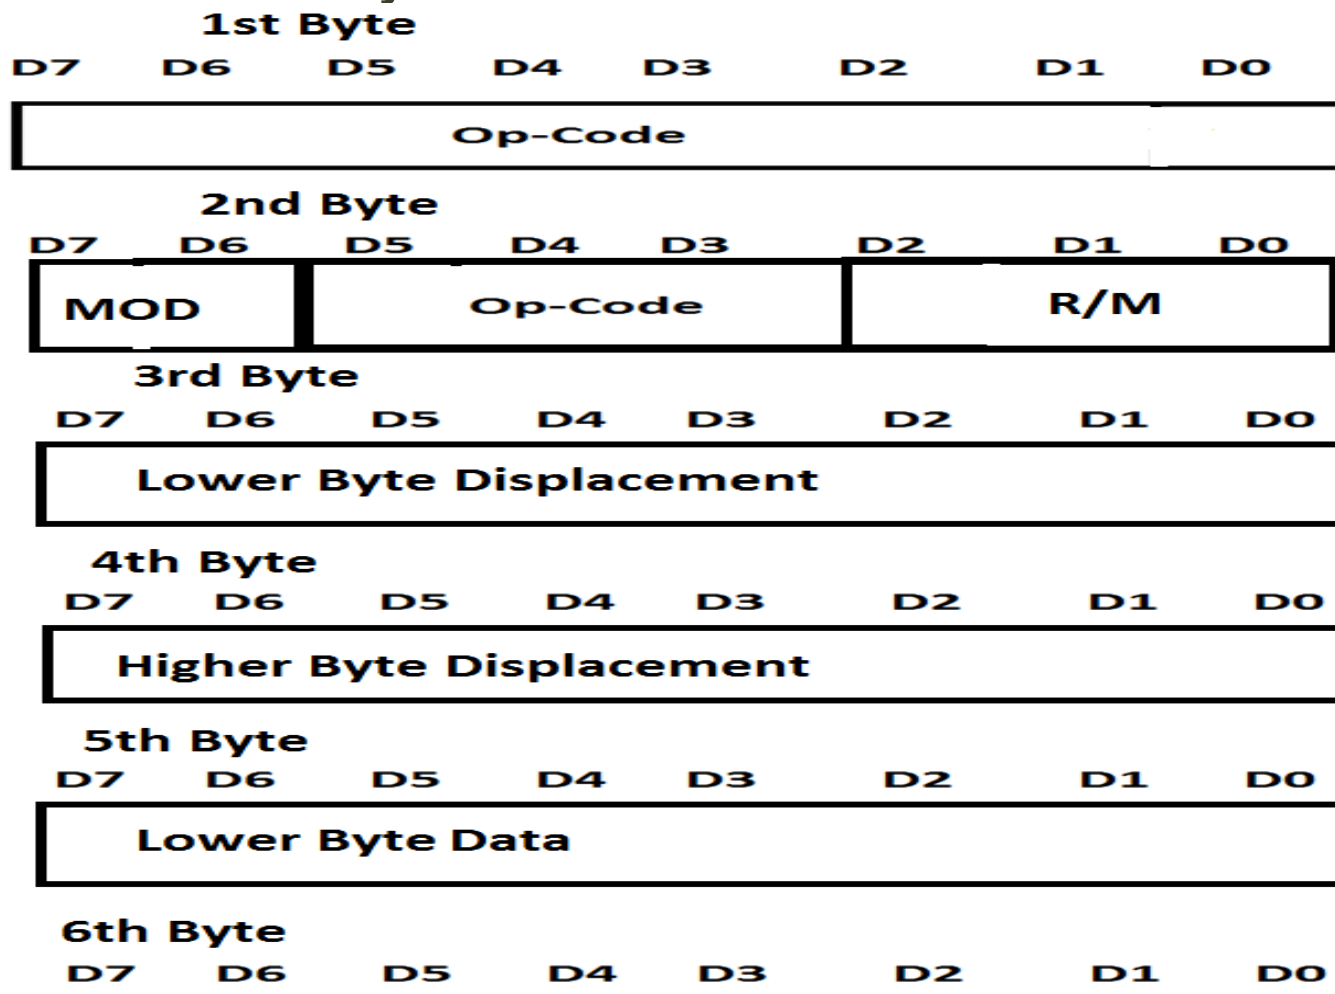 1st Byte
D7 D6 D5 D4 D3 D2 D1 D0
Op-Code
2nd Byte
D7 D6 D5 D4 D3 D2 D1 D0
MOD Op-Code R/M
3rd Byte
D7 D6 D5 D4 D3 D2 D1 D0
Lower Byte Displacement
4th Byte
D7 D6 D5 D4 D3 D2 D1 D0
Higher Byte Displacement
5th Byte
D7 D6 D5 D4 D3 D2 D1 D0
Lower Byte Data
6th Byte
D7 D6 D5 D4 D3 D2 D1 D0